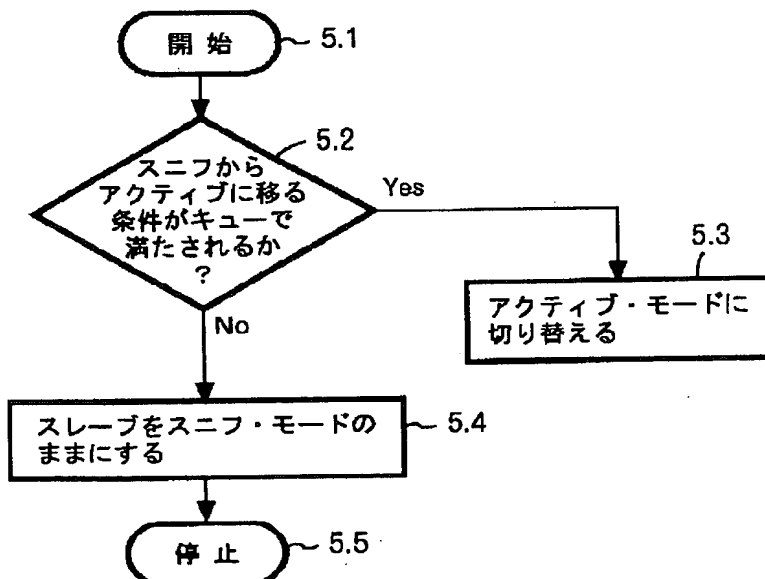 開 始
5.1
5.2
スニフから
アクティブに移る
条件がキューで
満たされるか
?
Yes
5.3
アクティブ・モードに
切り替える
No
スレーブをスニフ・モードの
ままにする
5.4
停 止
5.5